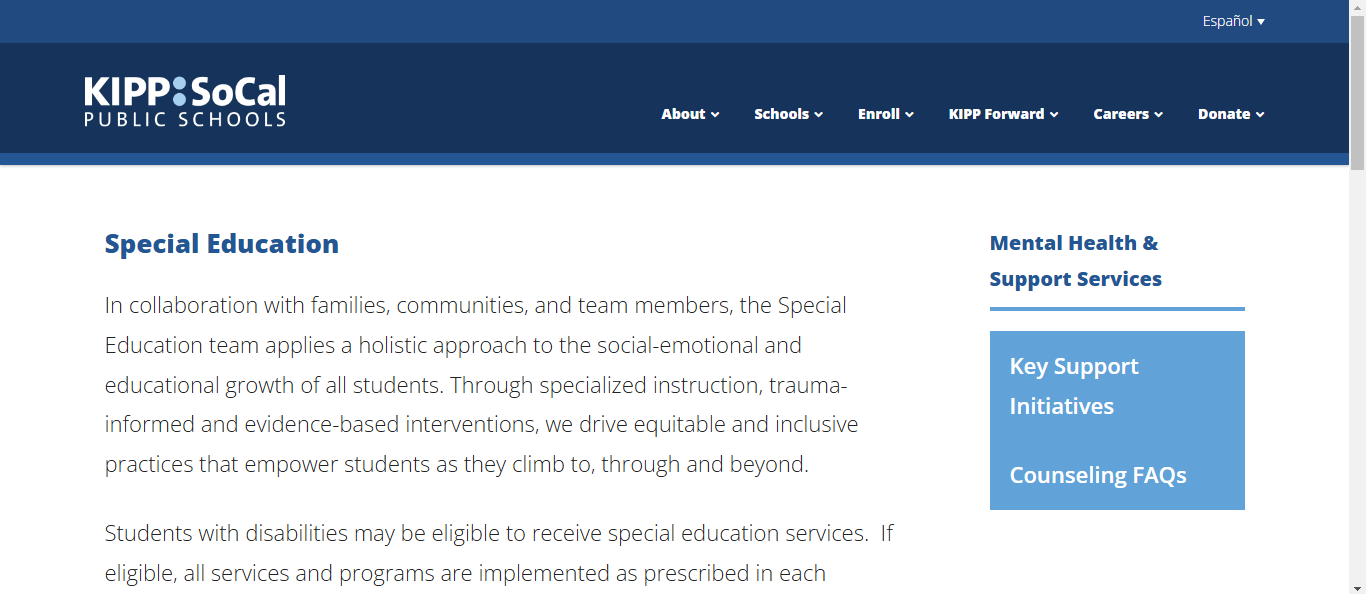 Español
KIPP:SoCal
PUBLIC SCHOOLS
About
Schools
Enroll
KIPP Forward
Careers
Donate
Special Education
In collaboration with families, communities, and team members, the Special
Education team applies a holistic approach to the social-emotional and
educational growth of all students. Through specialized instruction, trauma-
informed and evidence-based interventions, we drive equitable and inclusive
practices that empower students as they climb to, through and beyond.
Students with disabilities may be eligible to receive special education services.  If
eligible, all services and programs are implemented as prescribed in each
Mental Health &
Support Services
Key Support
Initiatives
Counseling FAQs